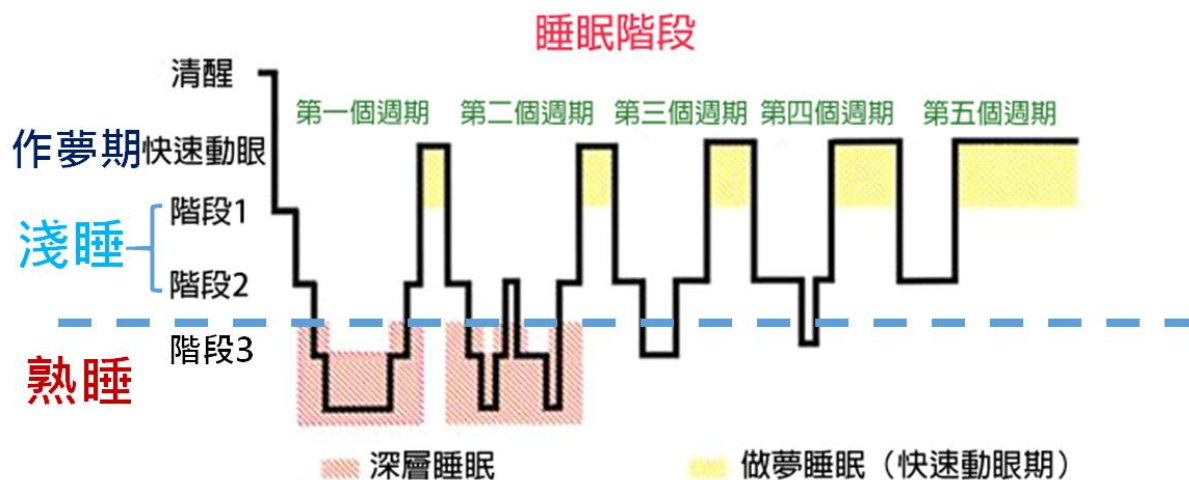 睡眠階段
清醒
第一個週期 第二個週期 第三個週期 第四個週期 第五個週期
作夢期 快速動眼
階段1
淺睡
階段2
階段3
熟睡
深層睡眠 做夢睡眠（快速動眼期）